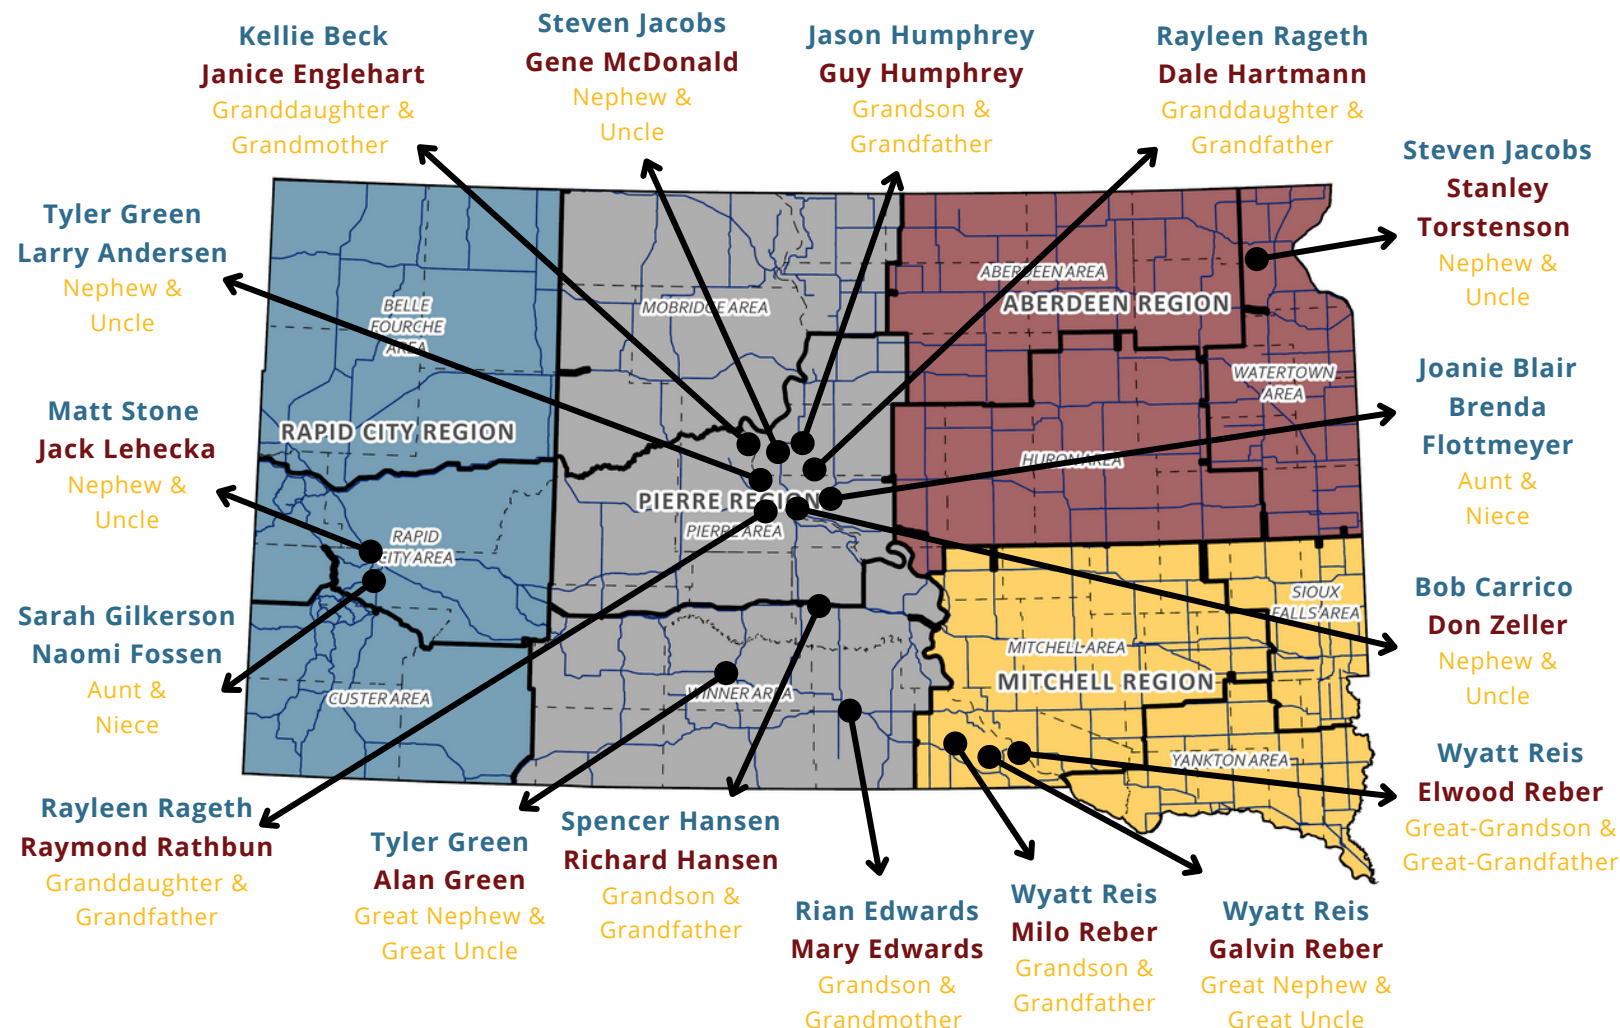 Kellie Beck
Janice Englehart
Granddaughter &
Grandmother
Steven Jacobs
Gene McDonald
Nephew &
Uncle
Jason Humphrey
Guy Humphrey
Grandson &
Grandfather
Rayleen Rageth
Dale Hartmann
Granddaughter &
Grandfather
Steven Jacobs
Stanley
Torstenson
Nephew &
Uncle
Tyler Green
Larry Andersen
Nephew &
Uncle
BELLE
FOURCHE
AREA
MOBRIDGE AREA
ABERDEEN AREA
ABERDEEN REGION
WATERTOWN
AREA
Joanie Blair
Brenda
Flottmeyer
Aunt &
Niece
Matt Stone
Jack Lehecka
Nephew &
Uncle
RAPID CITY REGION
HURON AREA
PIERRE REGION
PIERRE AREA
RAPID
CITY AREA
Sarah Gilkerson
Naomi Fossen
Aunt &
Niece
SIOUX
FALLS AREA
Bob Carrico
Don Zeller
Nephew &
Uncle
MITCHELL AREA
MITCHELL REGION
CUSTER AREA
WINNER AREA
YANKTON AREA
Wyatt Reis
Elwood Reber
Great-Grandson &
Great-Grandfather
Rayleen Rageth
Raymond Rathbun
Granddaughter &
Grandfather
Tyler Green
Alan Green
Great Nephew &
Great Uncle
Spencer Hansen
Richard Hansen
Grandson &
Grandfather
Rian Edwards
Mary Edwards
Grandson &
Grandmother
Wyatt Reis
Milo Reber
Grandson &
Grandfather
Wyatt Reis
Galvin Reber
Great Nephew &
Great Uncle